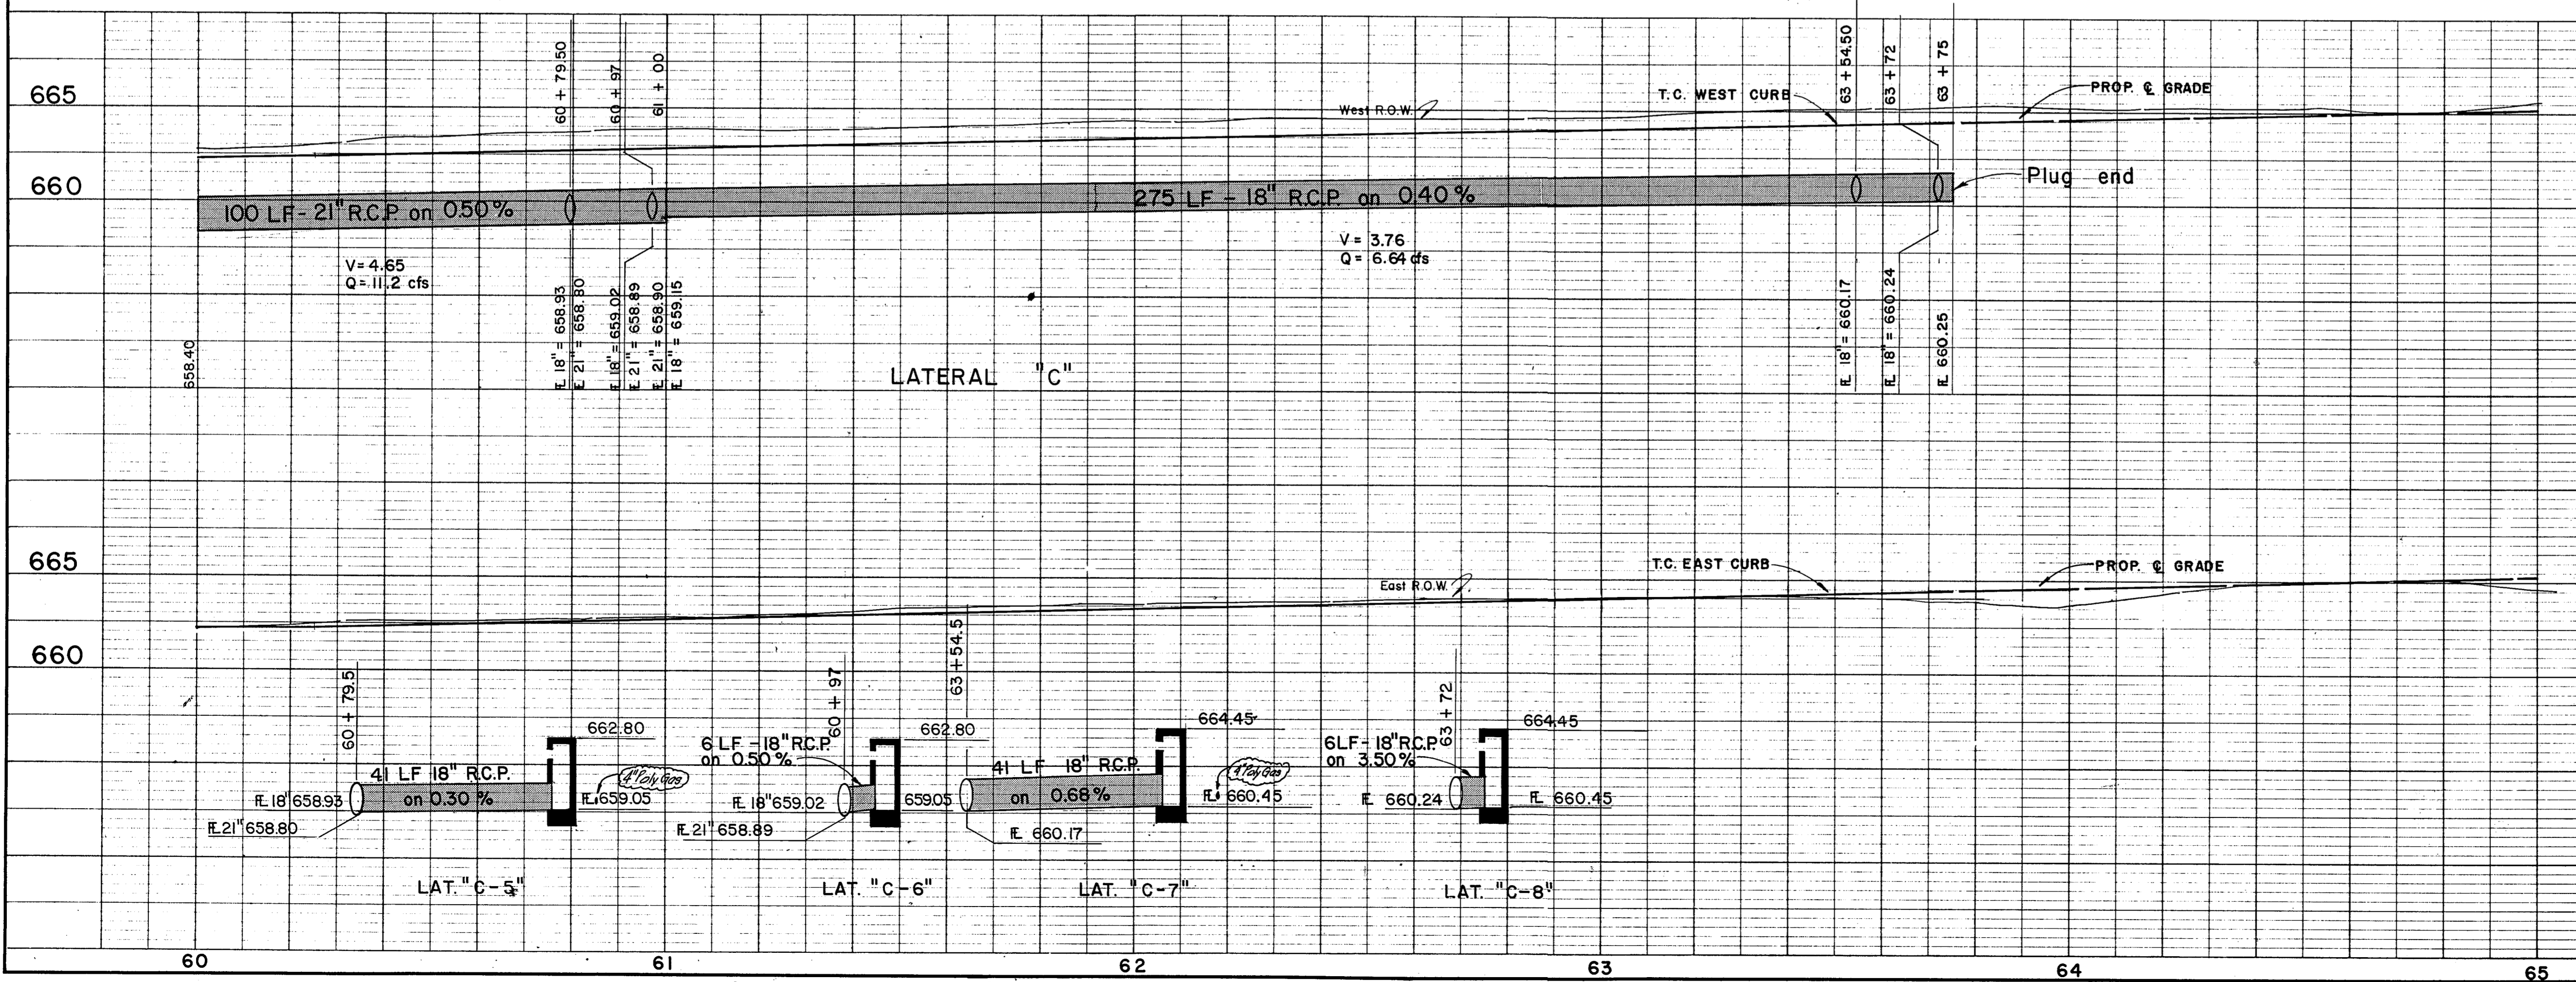 665
660
60 + 79.50
60 + 97
61 + 00
West R.O.W.
T.C. WEST CURB
63 + 54.50
63 + 72
63 + 75
PROP. ℄ GRADE
Plug end
100 LF - 21" R.C.P. on 0.50 %
275 LF - 18" R.C.P. on 0.40 %
V = 4.65
Q = 11.2 cfs
V = 3.76
Q = 6.64 cfs
658.40
FL 18" = 658.93
FL 21" = 658.80
FL 18" = 659.02
FL 21" = 658.89
FL 21" = 658.90
FL 18" = 659.15
FL 18" = 660.17
FL 18" = 660.24
FL 660.25
LATERAL "C"
665
660
East R.O.W.
T.C. EAST CURB
PROP. ℄ GRADE
60 + 79.5
41 LF 18" R.C.P.
on 0.30 %
662.80
4" Poly Gas
FL 659.05
FL 18" 658.93
FL 21" 658.80
LAT. "C-5"
60 + 97
6 LF - 18" R.C.P.
on 0.50 %
662.80
FL 18" 659.02
659.05
FL 21" 658.89
LAT. "C-6"
63 + 54.5
41 LF 18" R.C.P.
on 0.68 %
664.45
4" Poly Gas
FL 660.45
FL 660.17
LAT. "C-7"
63 + 72
6 LF - 18" R.C.P.
on 3.50 %
664.45
FL 660.24
FL 660.45
LAT. "C-8"
60 61 62 63 64 65